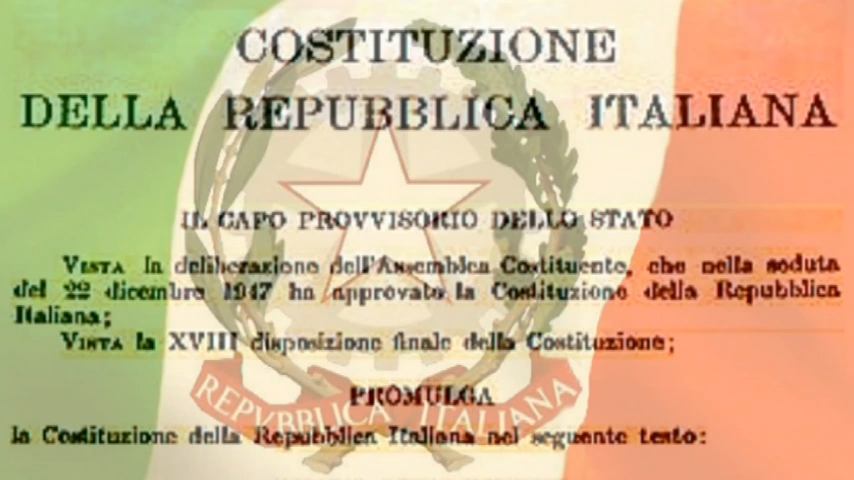 COSTITUZIONE
DELLA REPUBBLICA ITALIANA
IL CAPO PROVVISORIO DELLO STATO
VISTA la deliberazione dell'Assemblea Costituente, che nella seduta
del 22 dicembre 1947 ha approvato la Costituzione della Repubblica
Italiana;
VISTA la XVIII disposizione finale della Costituzione;
PROMULGA
REPVBBLICA ITALIANA
la Costituzione della Repubblica Italiana nel seguente testo: